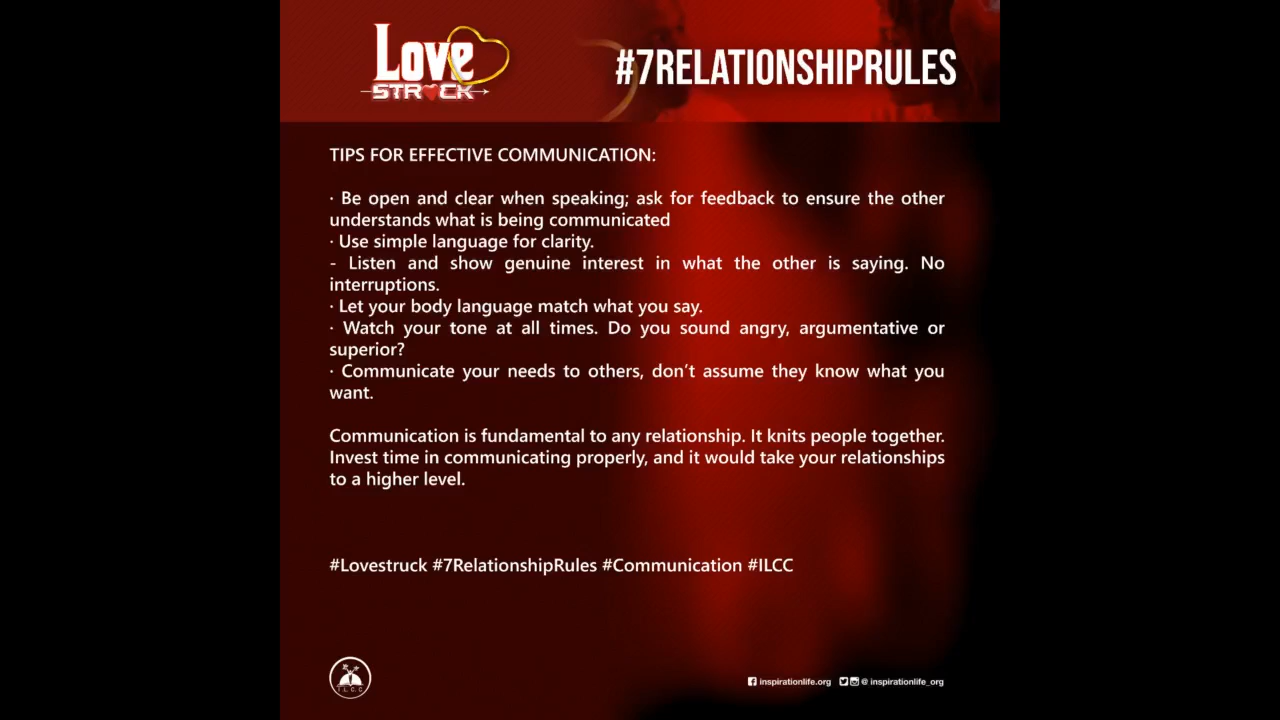 Love
STRUCK
#7RELATIONSHIPRULES
TIPS FOR EFFECTIVE COMMUNICATION:
· Be open and clear when speaking; ask for feedback to ensure the other
understands what is being communicated
· Use simple language for clarity.
- Listen and show genuine interest in what the other is saying. No
interruptions.
· Let your body language match what you say.
· Watch your tone at all times. Do you sound angry, argumentative or
superior?
· Communicate your needs to others, don't assume they know what you
want.
Communication is fundamental to any relationship. It knits people together.
Invest time in communicating properly, and it would take your relationships
to a higher level.
#Lovestruck #7RelationshipRules #Communication #ILCC
I.L.C.C
inspirationlife.org @ inspirationlife_org